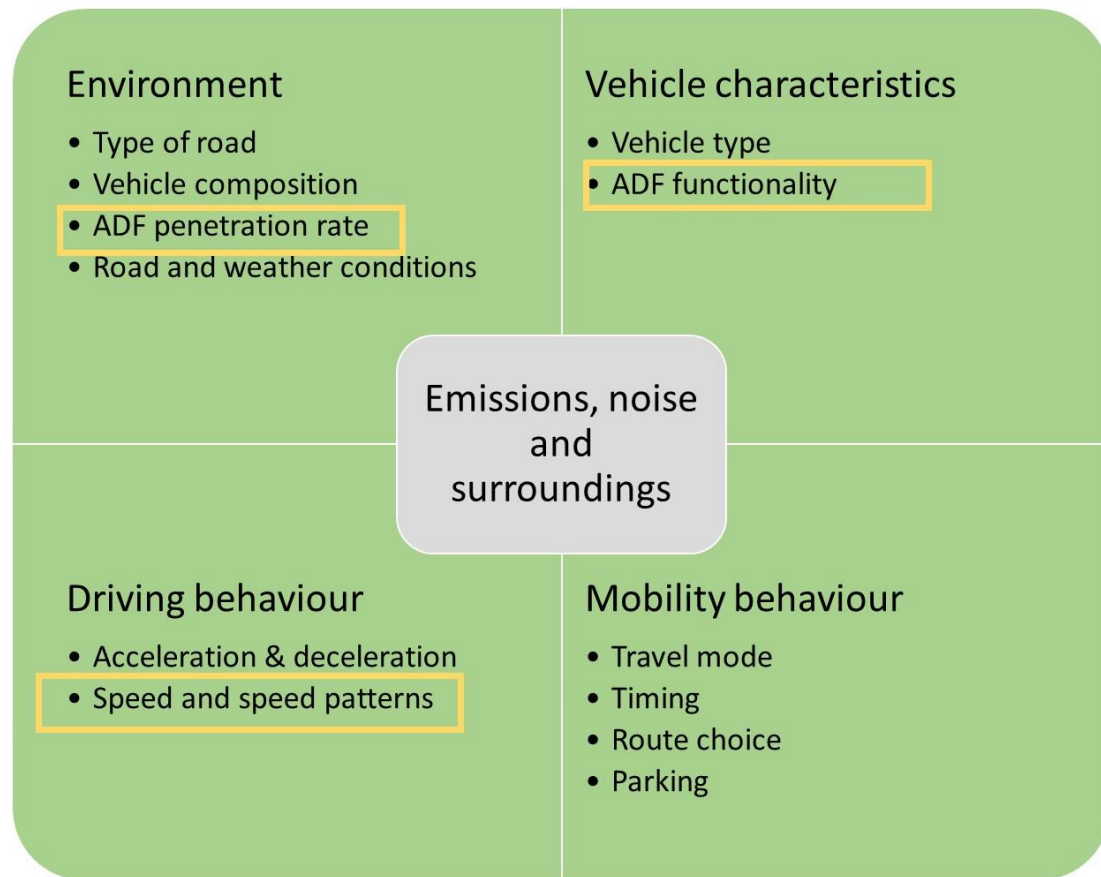 Environment
• Type of road
• Vehicle composition
• ADF penetration rate
• Road and weather conditions
Vehicle characteristics
• Vehicle type
• ADF functionality
Emissions, noise
and
surroundings
Driving behaviour
• Acceleration & deceleration
• Speed and speed patterns
Mobility behaviour
• Travel mode
• Timing
• Route choice
• Parking